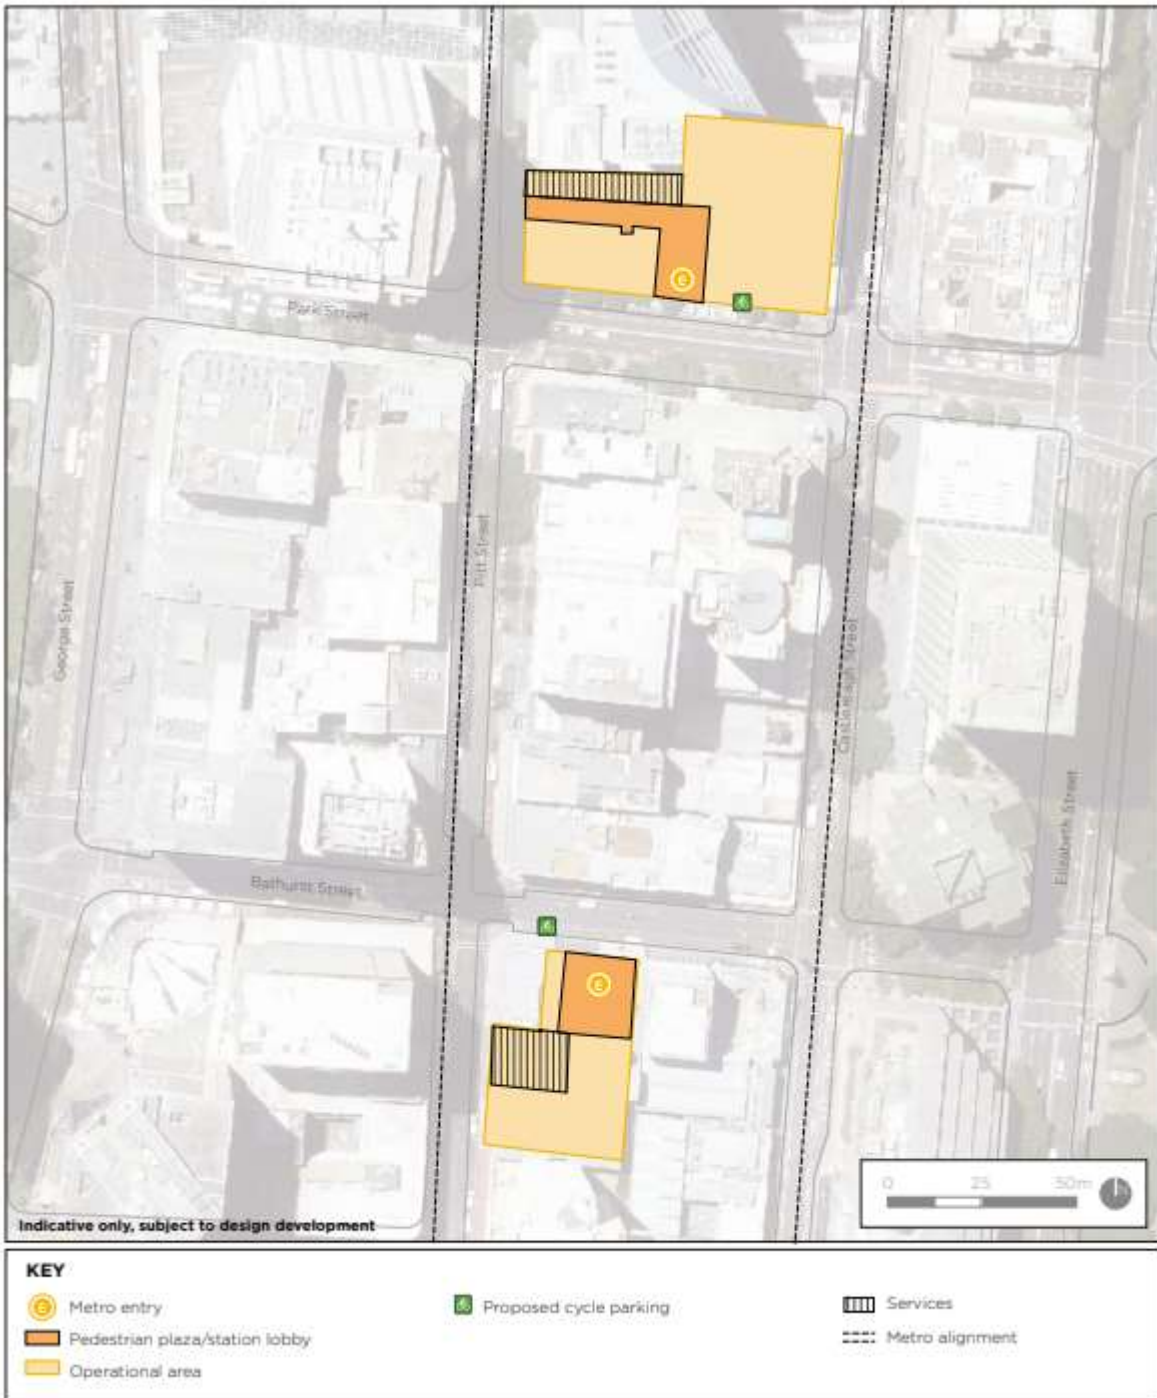 Park Street
Pitt Street
George Street
Castlereagh Street
Elizabeth Street
Bathurst Street
E
E
0 25 50m
Indicative only, subject to design development
KEY
E Metro entry
Proposed cycle parking
Services
Pedestrian plaza/station lobby
Metro alignment
Operational area